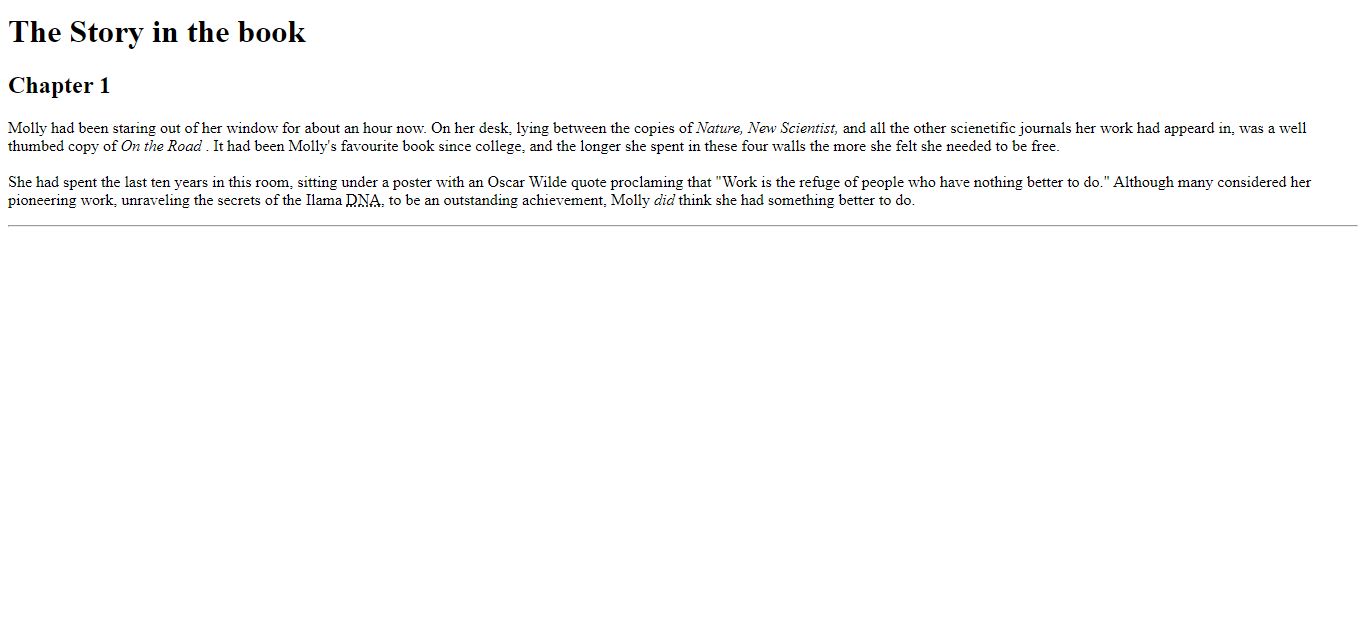 The Story in the book
Chapter 1
Molly had been staring out of her window for about an hour now. On her desk, lying between the copies of Nature, New Scientist, and all the other scienetific journals her work had appeard in, was a well
thumbed copy of On the Road . It had been Molly's favourite book since college, and the longer she spent in these four walls the more she felt she needed to be free.
She had spent the last ten years in this room, sitting under a poster with an Oscar Wilde quote proclaming that "Work is the refuge of people who have nothing better to do." Although many considered her
pioneering work, unraveling the secrets of the Ilama DNA, to be an outstanding achievement, Molly did think she had something better to do.